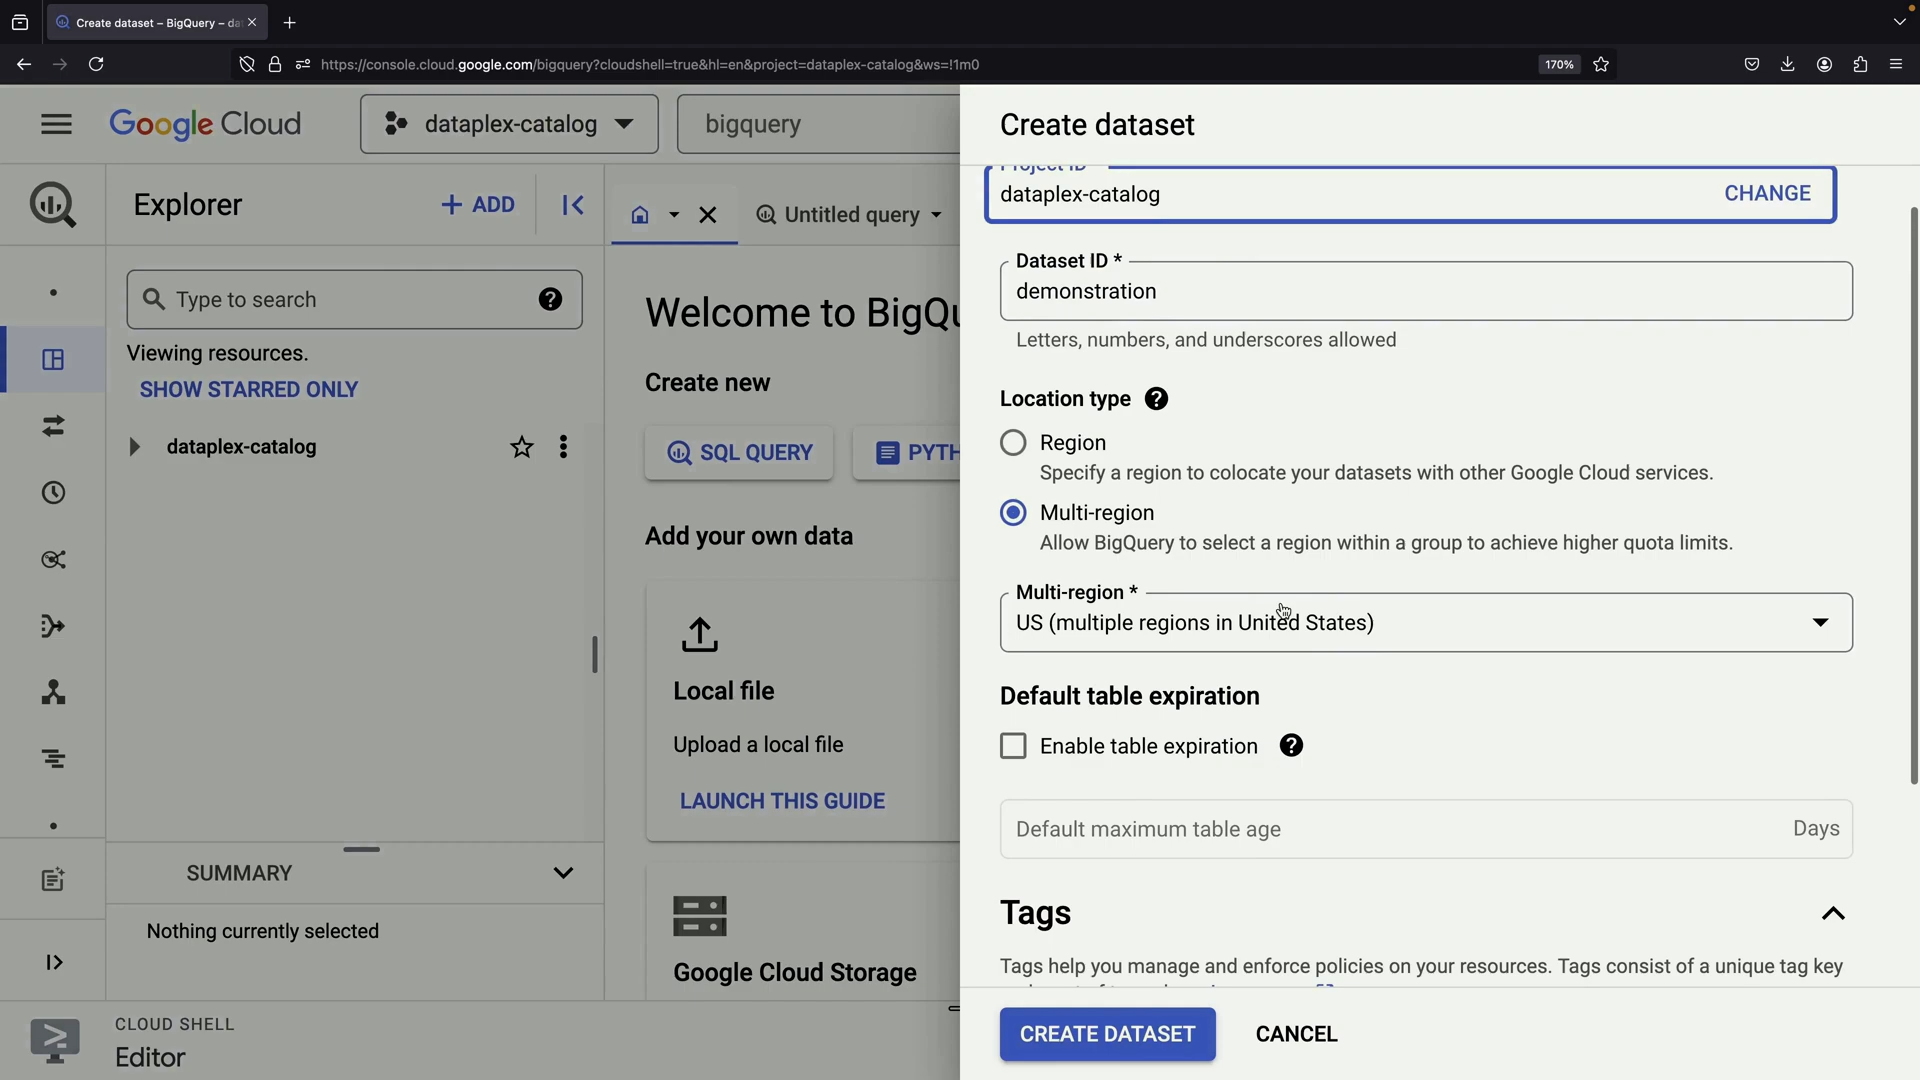 Create dataset – BigQuery – da
https://console.cloud.google.com/bigquery?cloudshell=true&hl=en&project=dataplex-catalog&ws=!1m0
170%
Google Cloud
dataplex-catalog
bigquery
Explorer
+ ADD
Untitled query
Type to search
Viewing resources.
SHOW STARRED ONLY
dataplex-catalog
SUMMARY
Nothing currently selected
CLOUD SHELL
Editor
Welcome to BigQu
Create new
SQL QUERY
PYTH
Add your own data
Local file
Upload a local file
LAUNCH THIS GUIDE
Google Cloud Storage
Create dataset
Project ID
dataplex-catalog
CHANGE
Dataset ID *
demonstration
Letters, numbers, and underscores allowed
Location type
Region
Specify a region to colocate your datasets with other Google Cloud services.
Multi-region
Allow BigQuery to select a region within a group to achieve higher quota limits.
Multi-region *
US (multiple regions in United States)
Default table expiration
Enable table expiration
Default maximum table age
Days
Tags
Tags help you manage and enforce policies on your resources. Tags consist of a unique tag key
CREATE DATASET
CANCEL